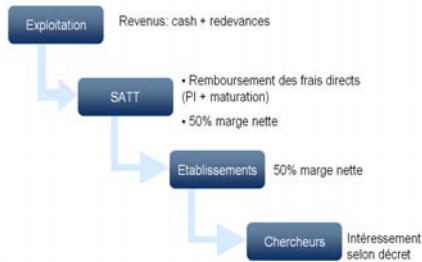 Exploitation
Revenus: cash + redevances
SATT
• Remboursement des frais directs
(PI + maturation)
• 50% marge nette
Etablissements
50% marge nette
Chercheurs
Intéressement
selon décret